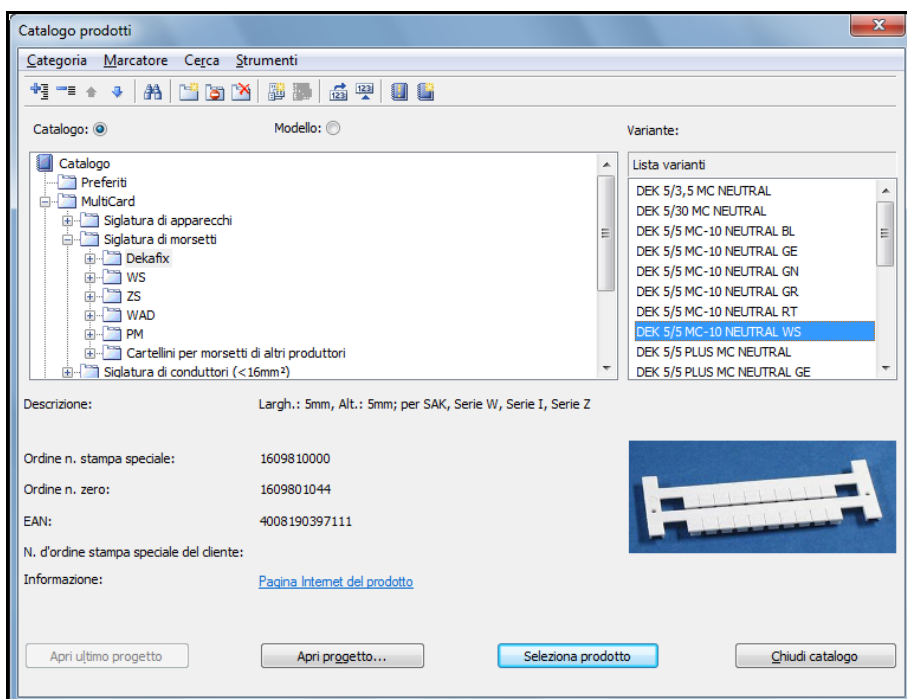 Catalogo prodotti
Categoria Marcatore Cerca Strumenti
Catalogo: Modello: Variante:
Catalogo
Preferiti
MultiCard
Siglatura di apparecchi
Siglatura di morsetti
Dekafix
WS
ZS
WAD
PM
Cartellini per morsetti di altri produttori
Siglatura di conduttori (<16mm²)
Lista varianti
DEK 5/3,5 MC NEUTRAL
DEK 5/30 MC NEUTRAL
DEK 5/5 MC-10 NEUTRAL BL
DEK 5/5 MC-10 NEUTRAL GE
DEK 5/5 MC-10 NEUTRAL GN
DEK 5/5 MC-10 NEUTRAL GR
DEK 5/5 MC-10 NEUTRAL RT
DEK 5/5 MC-10 NEUTRAL WS
DEK 5/5 PLUS MC NEUTRAL
DEK 5/5 PLUS MC NEUTRAL GE
Descrizione: Largh.: 5mm, Alt.: 5mm; per SAK, Serie W, Serie I, Serie Z
Ordine n. stampa speciale: 1609810000
Ordine n. zero: 1609801044
EAN: 4008190397111
N. d'ordine stampa speciale del cliente:
Informazione: Pagina Internet del prodotto
Apri ultimo progetto Apri progetto... Seleziona prodotto Chiudi catalogo